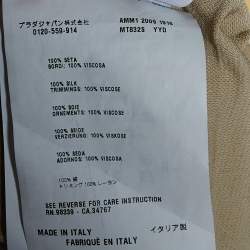 プラダジャパン株式会社
0120-559-914
AMM1 2009
MT832S YYD
100% SETA
BORDI: 100% VISCOSA
100% SILK
TRIMMINGS: 100% VISCOSE
100% SOIE
ORNEMENTS: 100% VISCOSE
100% SEIDE
VERZIERUNG: 100% VISKOSE
100% SEDA
ADORNOS: 100% VISCOSA
100% 絹
トリミング 100% レーヨン
SEE REVERSE FOR CARE INSTRUCTION
RN.98339 - CA.34767
MADE IN ITALY イタリア製
FABRIQUÉ EN ITALY